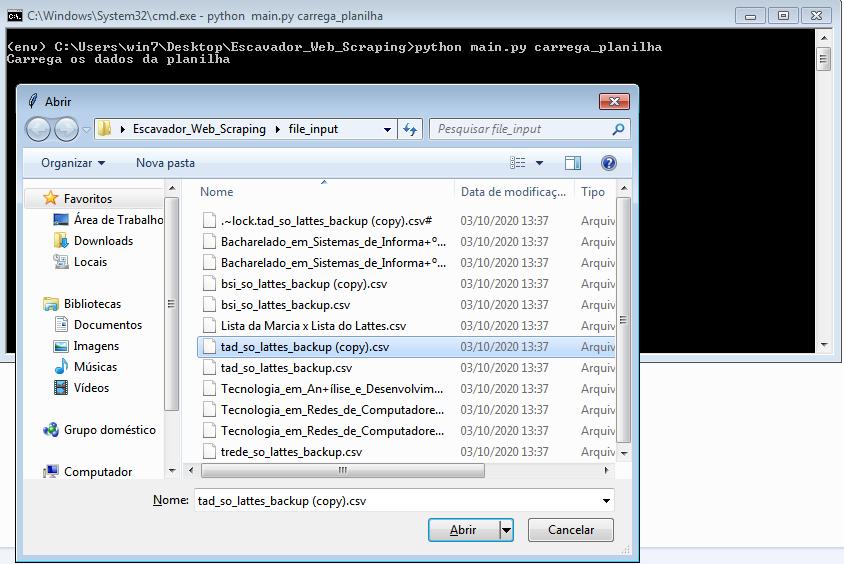 C:\Windows\System32\cmd.exe - python main.py carrega_planilha
(env) C:\Users\win7\Desktop\Escavador_Web_Scraping>python main.py carrega_planilha
Carrega os dados da planilha
Abrir
Escavador_Web_Scraping file_input
Pesquisar file_input
Organizar Nova pasta
Favoritos
Área de Trabalho
Downloads
Locais
Bibliotecas
Documentos
Imagens
Músicas
Vídeos
Grupo doméstico
Computador
Nome Data de modificaç... Tipo
.~lock.tad_so_lattes_backup (copy).csv# 03/10/2020 13:37 Arquiv
Bacharelado_em_Sistemas_de_Informa+º... 03/10/2020 13:37 Arquiv
Bacharelado_em_Sistemas_de_Informa+º... 03/10/2020 13:37 Arquiv
bsi_so_lattes_backup (copy).csv 03/10/2020 13:37 Arquiv
bsi_so_lattes_backup.csv 03/10/2020 13:37 Arquiv
Lista da Marcia x Lista do Lattes.csv 03/10/2020 13:37 Arquiv
tad_so_lattes_backup (copy).csv 03/10/2020 13:37 Arquiv
tad_so_lattes_backup.csv 03/10/2020 13:37 Arquiv
Tecnologia_em_An+ílise_e_Desenvolvim... 03/10/2020 13:37 Arquiv
Tecnologia_em_Redes_de_Computadore... 03/10/2020 13:37 Arquiv
Tecnologia_em_Redes_de_Computadore... 03/10/2020 13:37 Arquiv
trede_so_lattes_backup.csv 03/10/2020 13:37 Arquiv
Nome: tad_so_lattes_backup (copy).csv
Abrir Cancelar